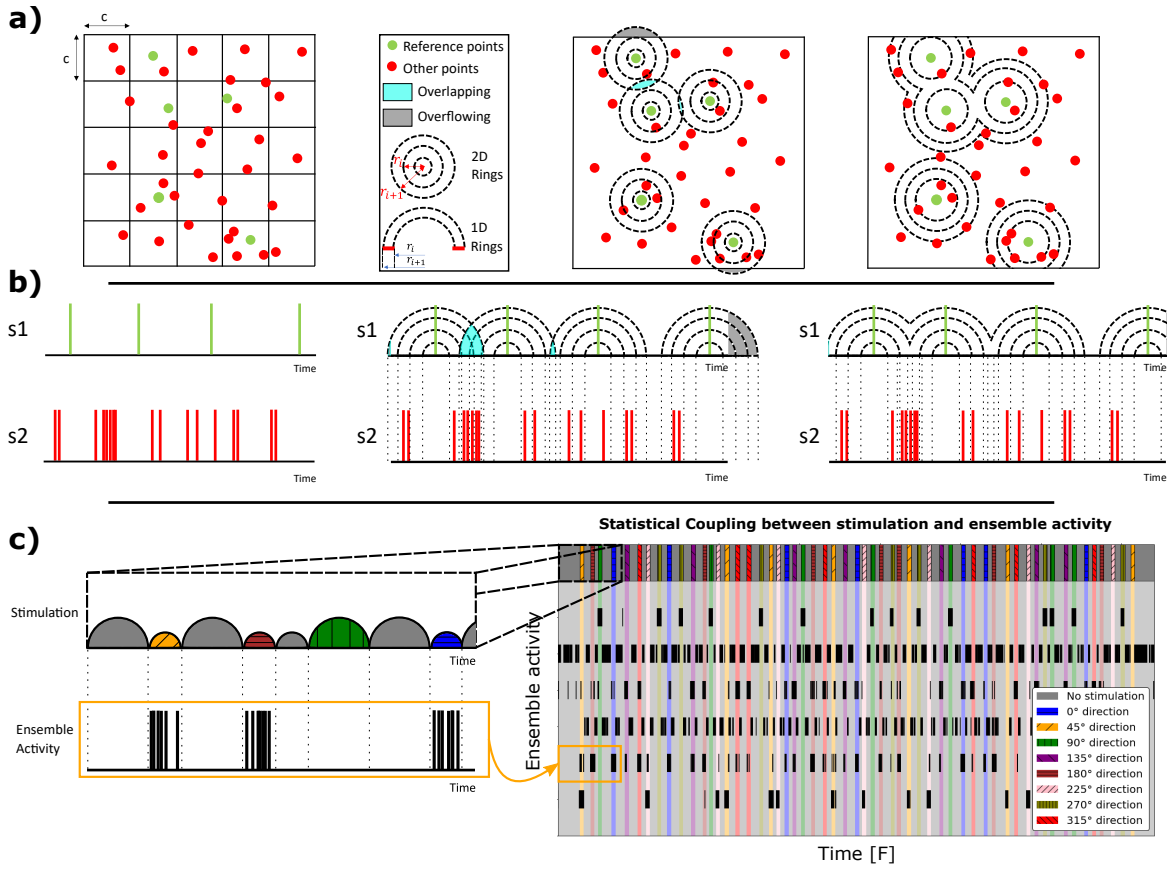 a)
c
c
Reference points
Other points
Overlapping
Overflowing
2D
Rings
r_i
r_{i+1}
1D
Rings
r_i
r_{i+1}
b)
s1
Time
s2
Time
s1
Time
s2
Time
s1
Time
s2
Time
c)
Stimulation
Time
Ensemble
Activity
Time
Statistical Coupling between stimulation and ensemble activity
Ensemble activity
No stimulation
0° direction
45° direction
90° direction
135° direction
180° direction
225° direction
270° direction
315° direction
Time [F]